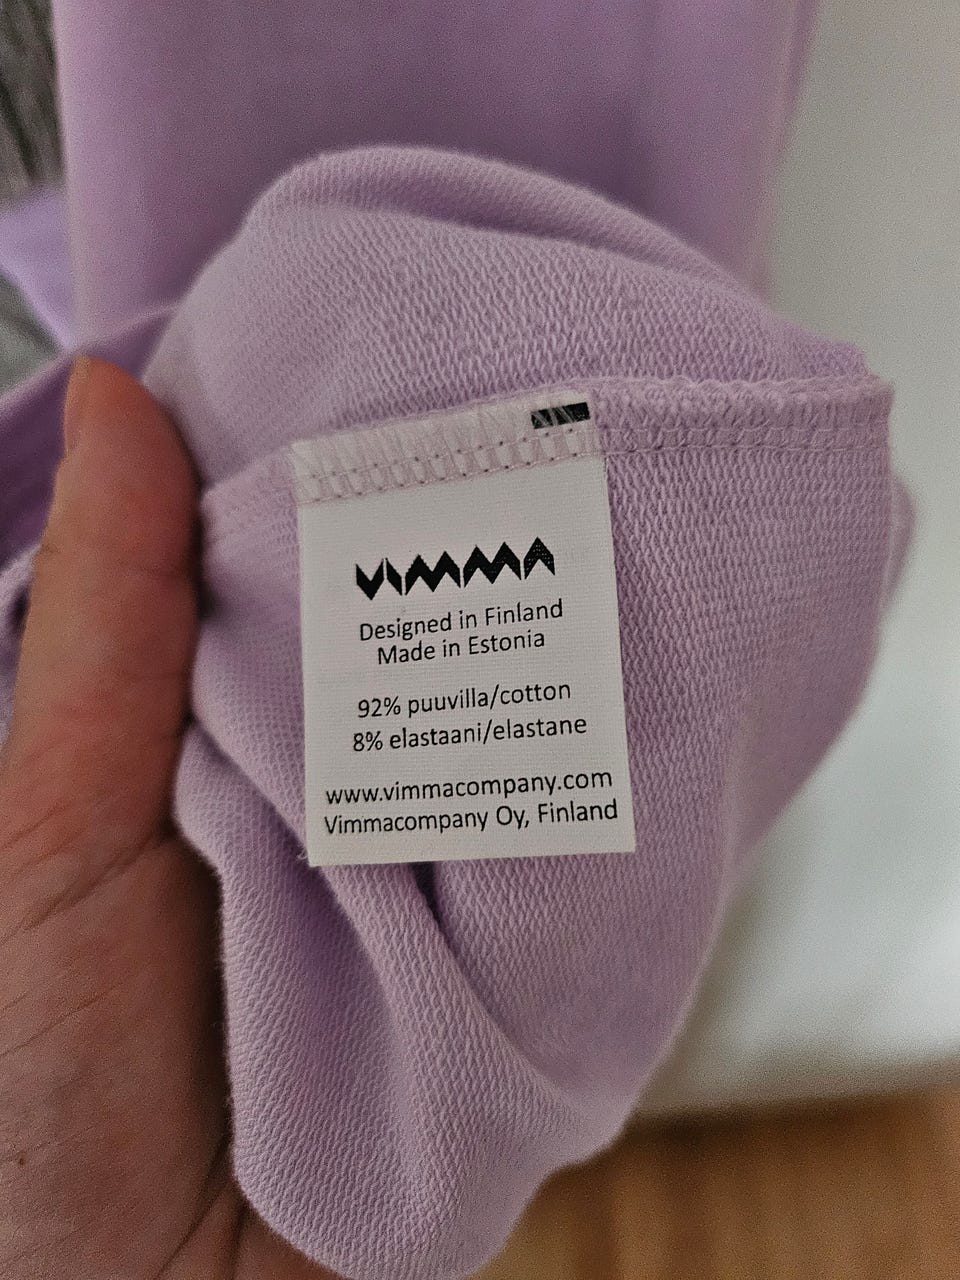 VIMMA
Designed in Finland
Made in Estonia
92% puuvilla/cotton
8% elastaani/elastane
www.vimmacompany.com
Vimmacompany Oy, Finland